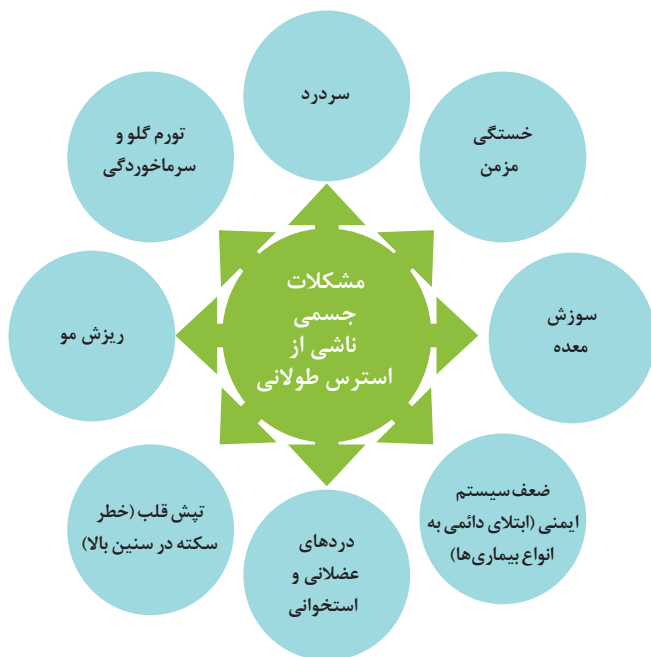 مشکلات
جسمی
ناشی از
استرس طولانی
سردرد
خستگی
مزمن
سوزش
معده
ضعف سیستم
ایمنی (ابتلای دائمی به
انواع بیماری‌ها)
دردهای
عضلانی و
استخوانی
تپش قلب (خطر
سکته در سنین بالا)
ریزش مو
تورم گلو و
سرماخوردگی